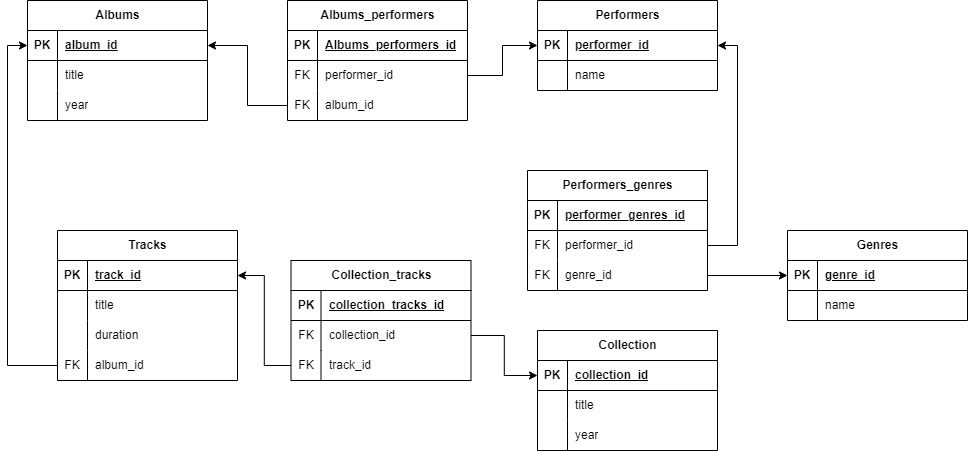 Albums
PK album_id
title
year
Albums_performers
PK Albums_performers_id
FK performer_id
FK album_id
Performers
PK performer_id
name
Performers_genres
PK performer_genres_id
FK performer_id
FK genre_id
Genres
PK genre_id
name
Tracks
PK track_id
title
duration
FK album_id
Collection_tracks
PK collection_tracks_id
FK collection_id
FK track_id
Collection
PK collection_id
title
year